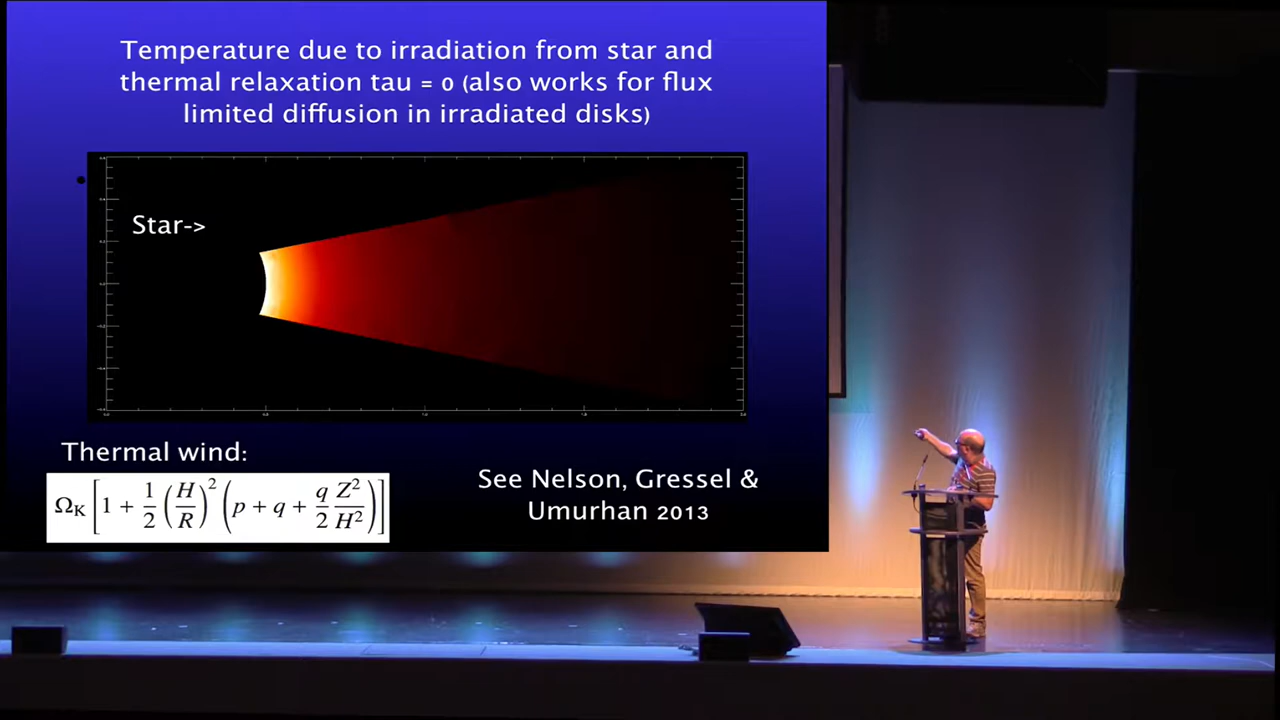 Temperature due to irradiation from star and
thermal relaxation tau = 0 (also works for flux
limited diffusion in irradiated disks)
Star->
Thermal wind:
Ω_K [1 + 1/2 (H/R)^2 (p + q + q/2 Z^2/H^2)]
See Nelson, Gressel &
Umurhan 2013